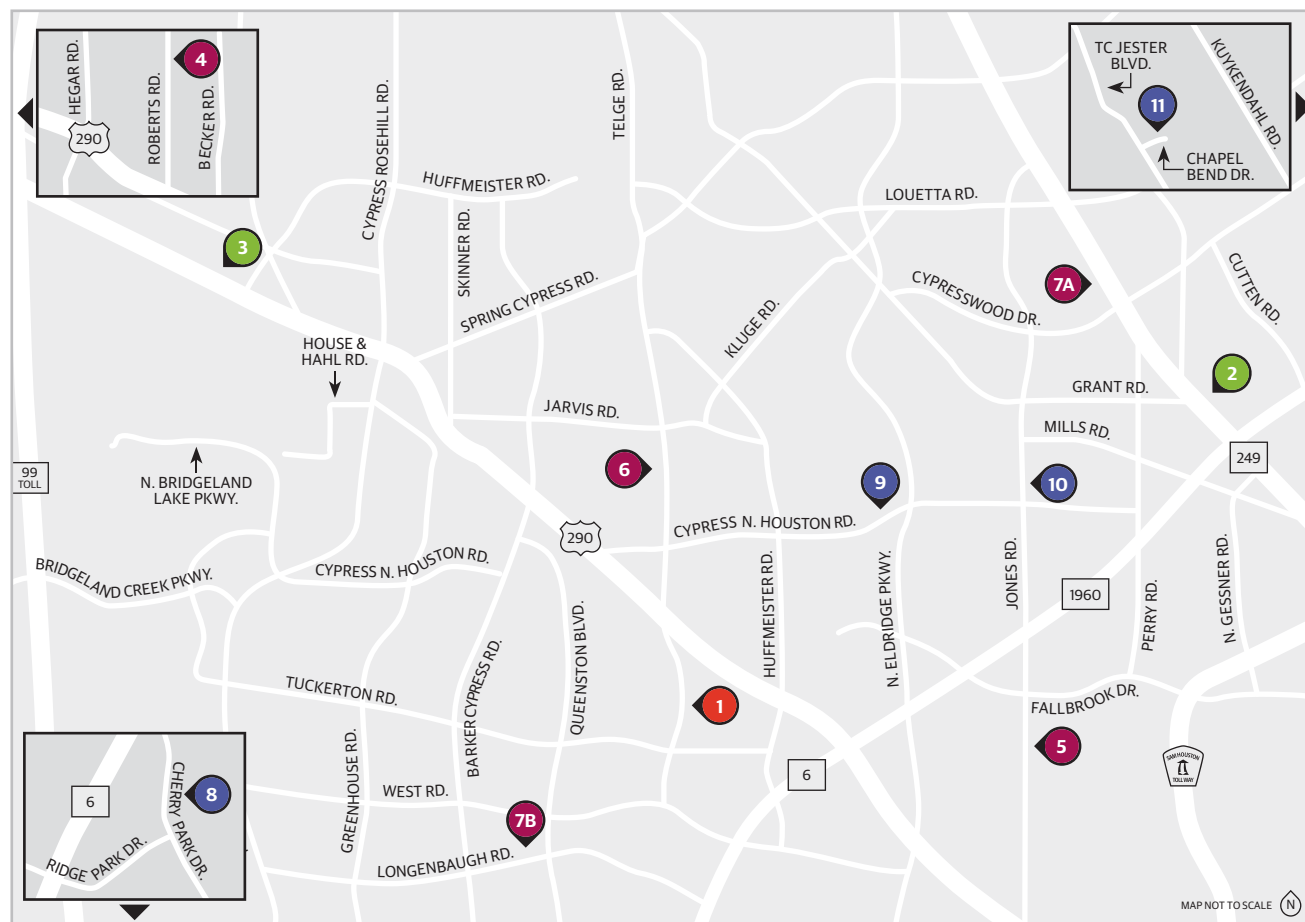 HEGAR RD.
290
ROBERTS RD.
4
BECKER RD.
CYPRESS ROSEHILL RD.
TELGE RD.
TC JESTER
BLVD.
11
KUYKENDAHL RD.
CHAPEL
BEND DR.
HUFFMEISTER RD.
LOUETTA RD.
3
SKINNER RD.
SPRING CYPRESS RD.
CYPRESSWOOD DR.
7A
CUTTEN RD.
KLUGE RD.
HOUSE &
HAHL RD.
2
GRANT RD.
JARVIS RD.
MILLS RD.
249
99
TOLL
N. BRIDGELAND
LAKE PKWY.
6
9
10
CYPRESS N. HOUSTON RD.
290
BRIDGELAND CREEK PKWY.
CYPRESS N. HOUSTON RD.
HUFFMEISTER RD.
N. ELDRIDGE PKWY.
JONES RD.
1960
PERRY RD.
N. GESSNER RD.
QUEENSTON BLVD.
BARKER CYPRESS RD.
TUCKERTON RD.
1
FALLBROOK DR.
5
GREENHOUSE RD.
SAM HOUSTON
TOLLWAY
6
6
CHERRY PARK DR.
8
RIDGE PARK DR.
WEST RD.
7B
LONGENBAUGH RD.
MAP NOT TO SCALE
N